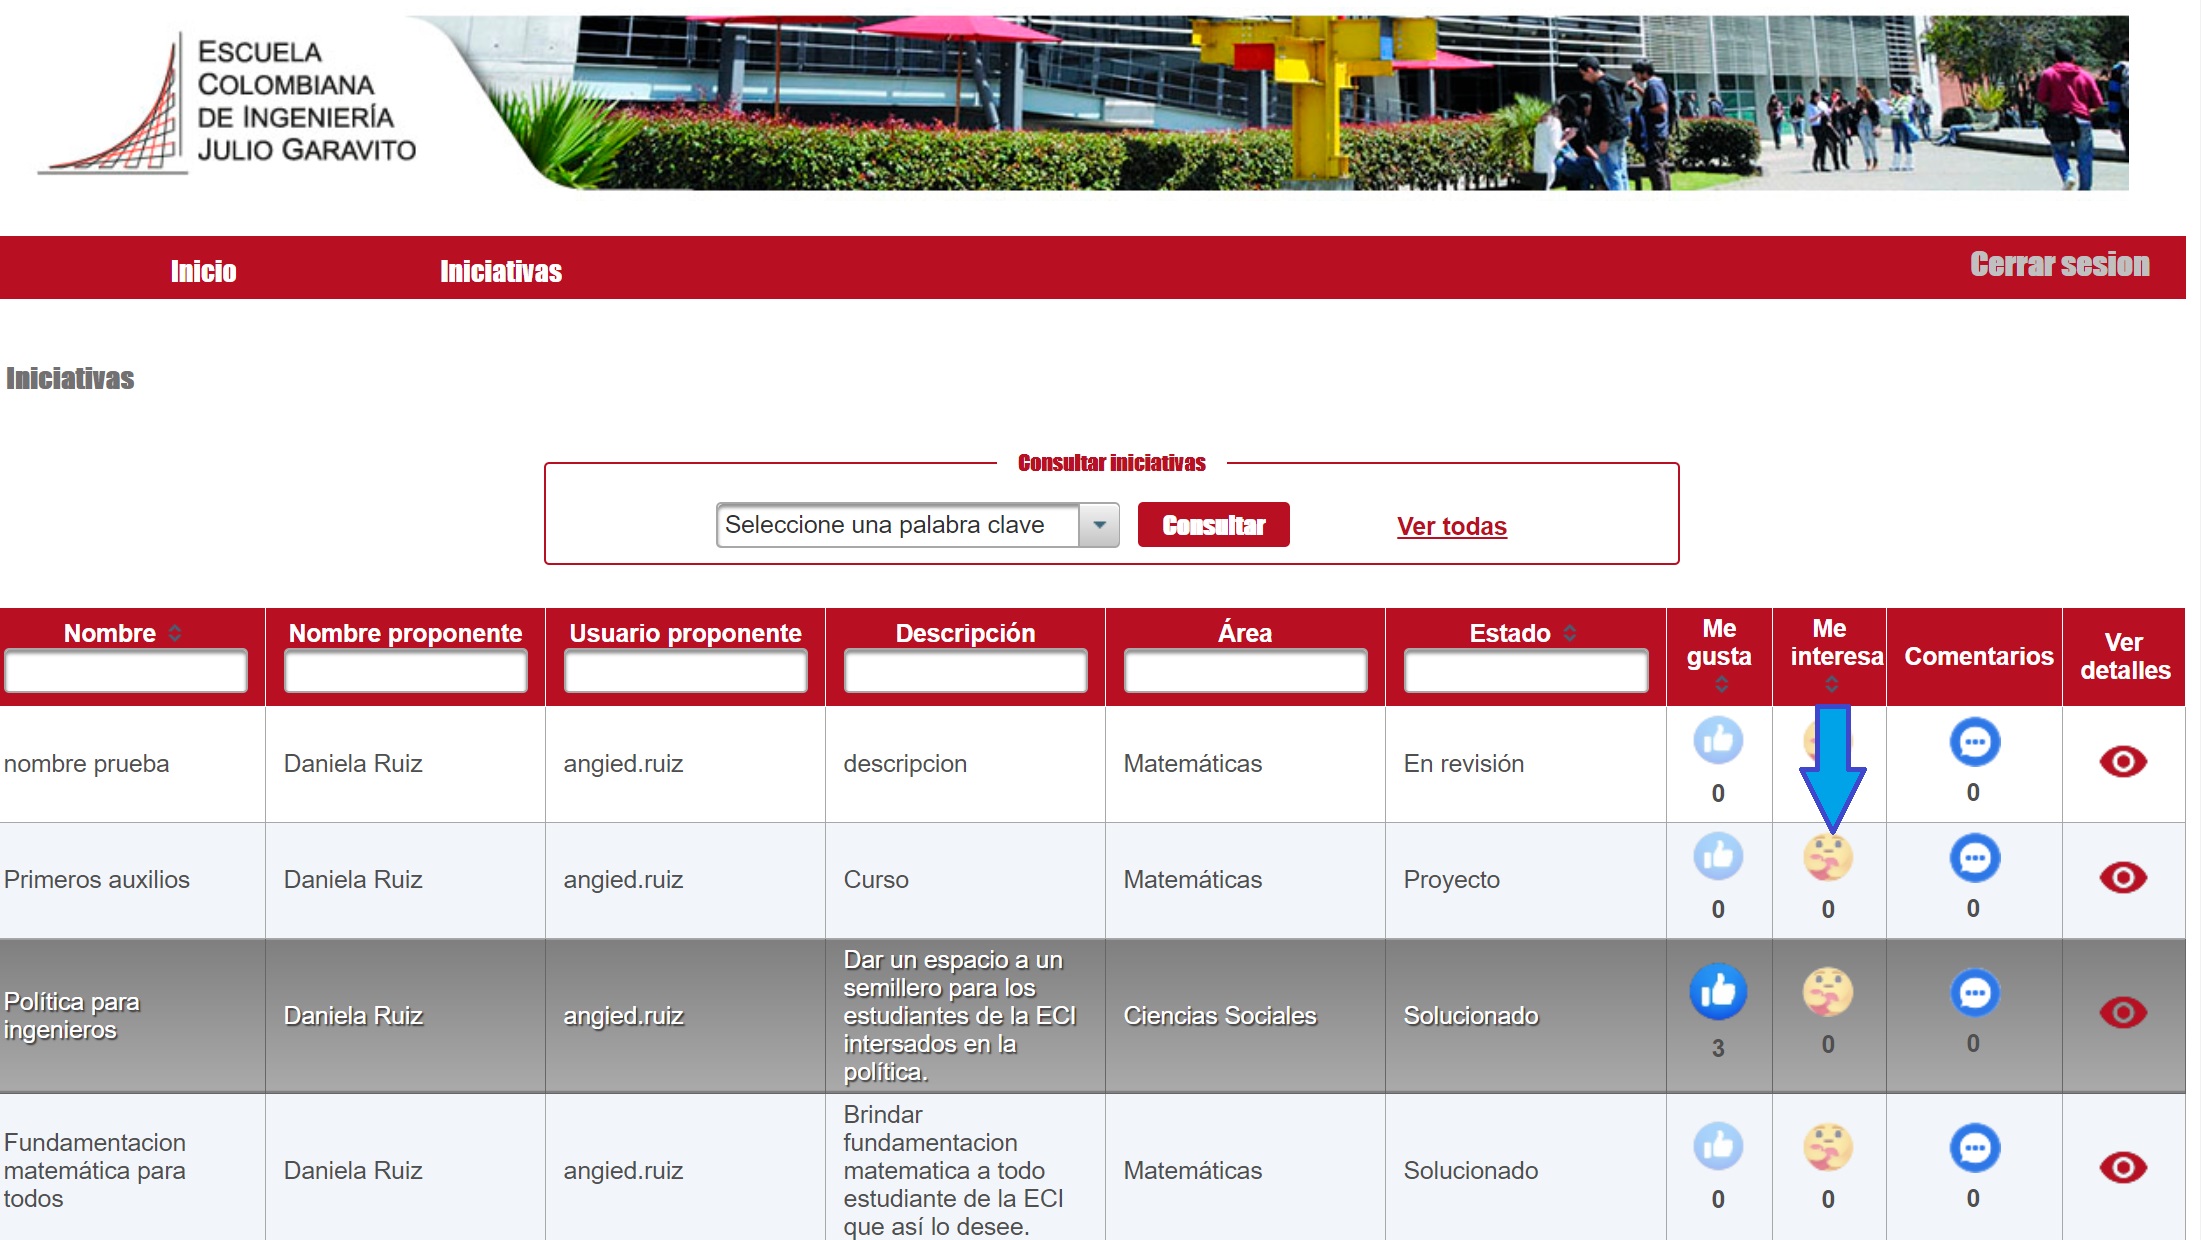 ESCUELA
COLOMBIANA
DE INGENIERÍA
JULIO GARAVITO
Inicio
Iniciativas
Cerrar sesion
Iniciativas
Consultar iniciativas
Seleccione una palabra clave
Consultar
Ver todas
Nombre
Nombre proponente
Usuario proponente
Descripción
Área
Estado
Me
gusta
Me
interesa
Comentarios
Ver
detalles
nombre prueba
Daniela Ruiz
angied.ruiz
descripcion
Matemáticas
En revisión
0
0
Primeros auxilios
Daniela Ruiz
angied.ruiz
Curso
Matemáticas
Proyecto
0
0
0
Política para
ingenieros
Daniela Ruiz
angied.ruiz
Dar un espacio a un
semillero para los
estudiantes de la ECI
intersados en la
política.
Ciencias Sociales
Solucionado
3
0
0
Fundamentacion
matemática para
todos
Daniela Ruiz
angied.ruiz
Brindar
fundamentacion
matematica a todo
estudiante de la ECI
que así lo desee.
Matemáticas
Solucionado
0
0
0